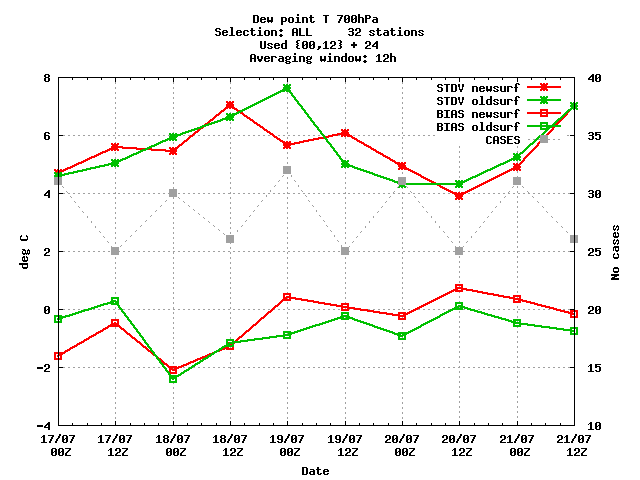 Dew point T 700hPa
Selection: ALL     32 stations
Used {00,12} + 24
Averaging window: 12h
8
6
4
2
0
-2
-4
deg C
40
35
30
25
20
15
10
No cases
STDV newsurf
STDV oldsurf
BIAS newsurf
BIAS oldsurf
CASES
17/07 17/07 18/07 18/07 19/07 19/07 20/07 20/07 21/07 21/07
00Z 12Z 00Z 12Z 00Z 12Z 00Z 12Z 00Z 12Z
Date